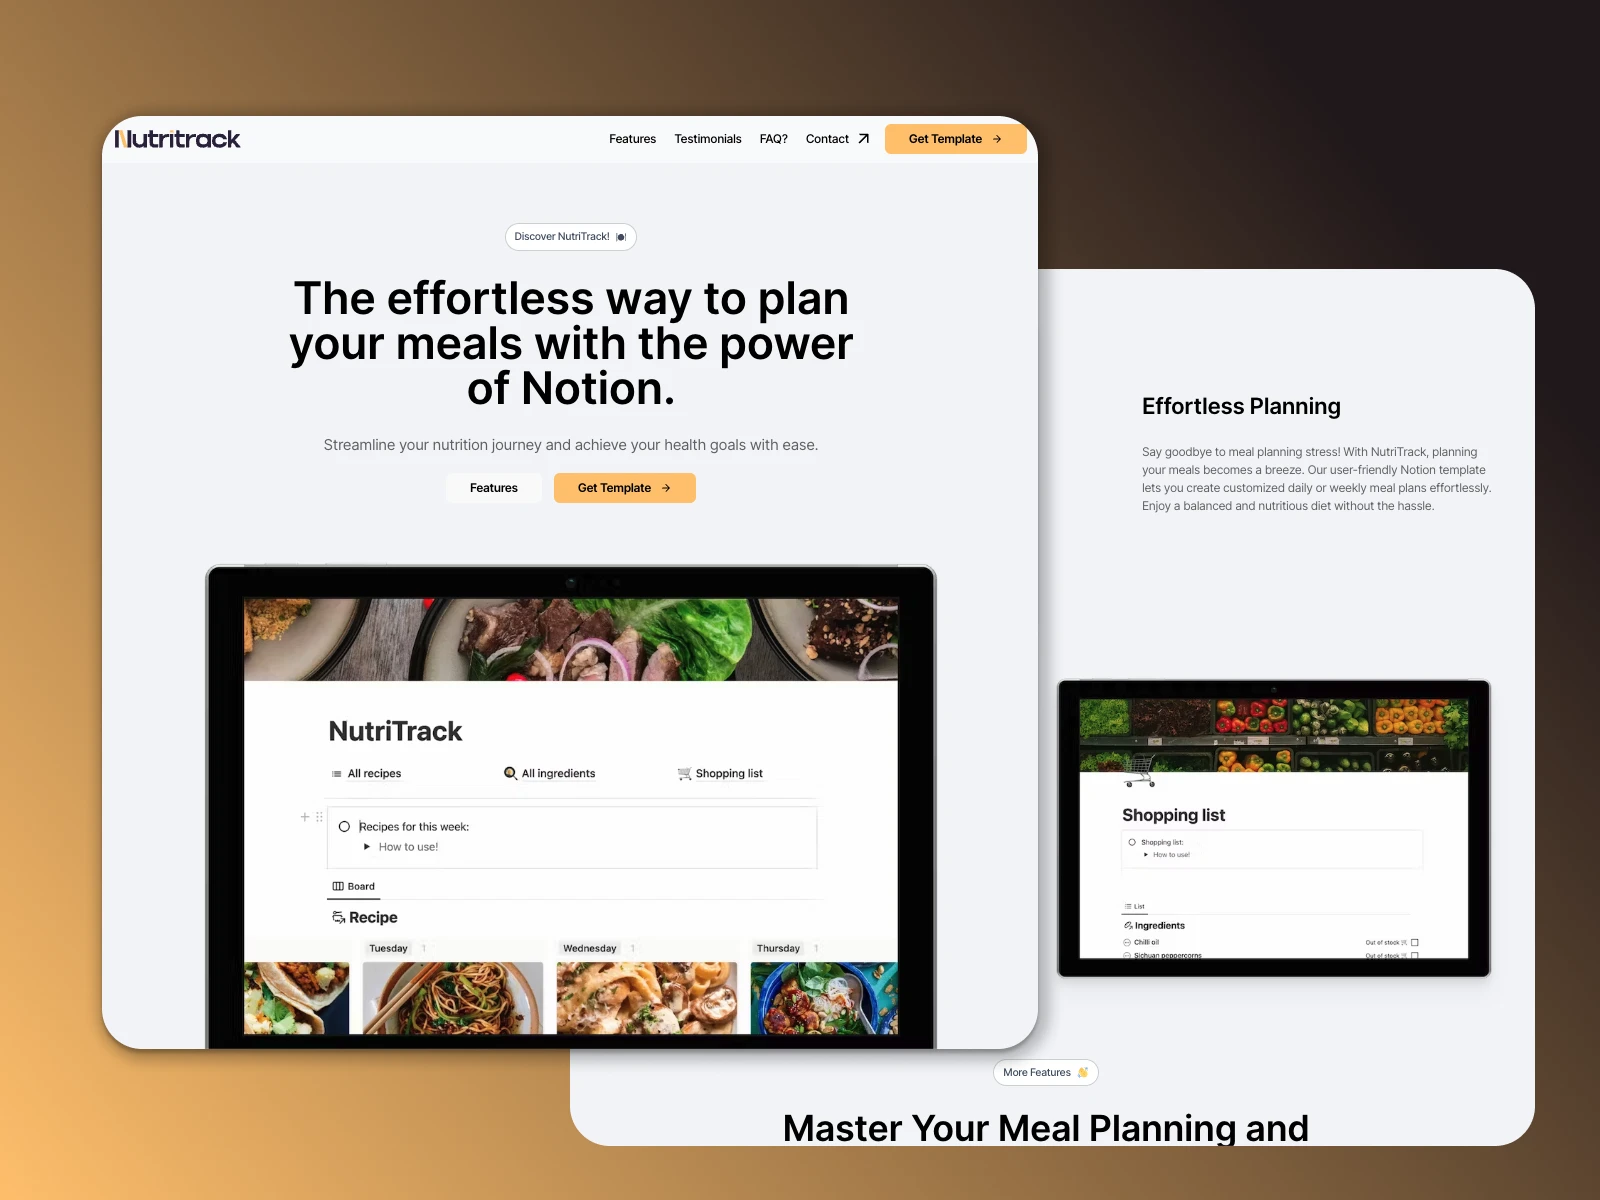 Nutritrack
Features Testimonials FAQ? Contact Get Template
Discover NutriTrack!
The effortless way to plan
your meals with the power
of Notion.
Streamline your nutrition journey and achieve your health goals with ease.
Features Get Template
NutriTrack
All recipes All ingredients Shopping list
Recipes for this week:
How to use!
Board
Recipe
Tuesday 1 Wednesday 1 Thursday 1
Effortless Planning
Say goodbye to meal planning stress! With NutriTrack, planning
your meals becomes a breeze. Our user-friendly Notion template
lets you create customized daily or weekly meal plans effortlessly.
Enjoy a balanced and nutritious diet without the hassle.
Shopping list
Shopping list:
How to use!
List
Ingredients
Chilli oil Out of stock
Sichuan peppercorns Out of stock
More Features
Master Your Meal Planning and